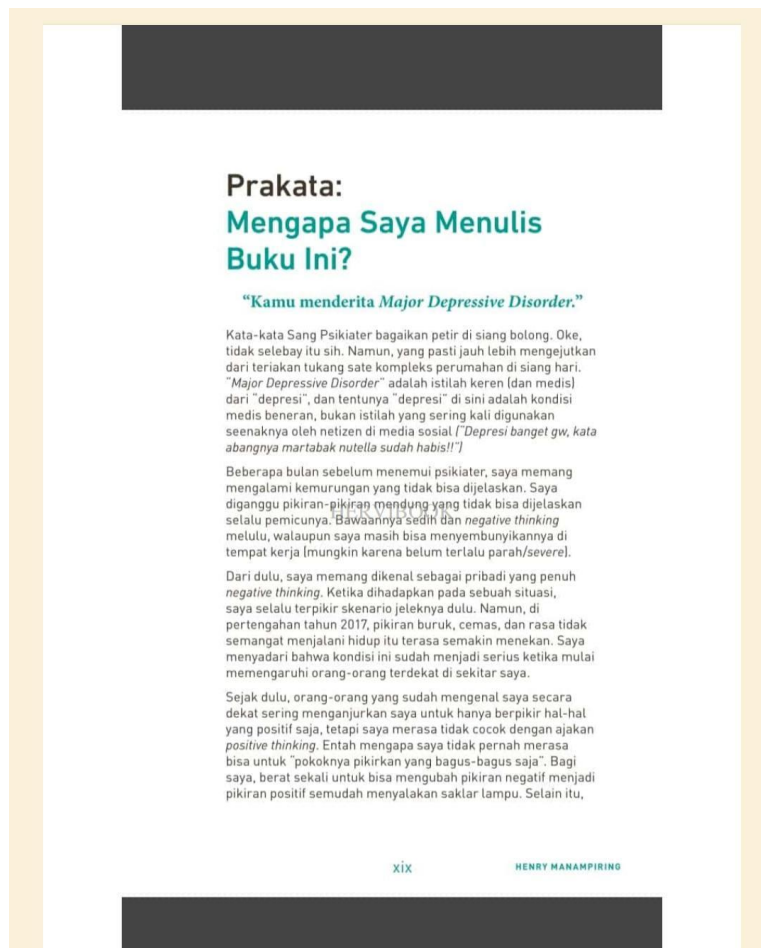 Prakata:
Mengapa Saya Menulis
Buku Ini?
“Kamu menderita Major Depressive Disorder.”
Kata-kata Sang Psikiater bagaikan petir di siang bolong. Oke,
tidak selebay itu sih. Namun, yang pasti jauh lebih mengejutkan
dari teriakan tukang sate kompleks perumahan di siang hari.
“Major Depressive Disorder” adalah istilah keren (dan medis)
dari “depresi”, dan tentunya “depresi” di sini adalah kondisi
medis beneran, bukan istilah yang sering kali digunakan
seenaknya oleh netizen di media sosial (“Depresi banget gw, kata
abangnya martabak nutella sudah habis!!”)
Beberapa bulan sebelum menemui psikiater, saya memang
mengalami kemurungan yang tidak bisa dijelaskan. Saya
diganggu pikiran-pikiran mendung yang tidak bisa dijelaskan
HERVIBOOK
selalu pemicunya. Bawaannya sedih dan negative thinking
melulu, walaupun saya masih bisa menyembunyikannya di
tempat kerja (mungkin karena belum terlalu parah/severe).
Dari dulu, saya memang dikenal sebagai pribadi yang penuh
negative thinking. Ketika dihadapkan pada sebuah situasi,
saya selalu terpikir skenario jeleknya dulu. Namun, di
pertengahan tahun 2017, pikiran buruk, cemas, dan rasa tidak
semangat menjalani hidup itu terasa semakin menekan. Saya
menyadari bahwa kondisi ini sudah menjadi serius ketika mulai
memengaruhi orang-orang terdekat di sekitar saya.
Sejak dulu, orang-orang yang sudah mengenal saya secara
dekat sering menganjurkan saya untuk hanya berpikir hal-hal
yang positif saja, tetapi saya merasa tidak cocok dengan ajakan
positive thinking. Entah mengapa saya tidak pernah merasa
bisa untuk “pokoknya pikirkan yang bagus-bagus saja”. Bagi
saya, berat sekali untuk bisa mengubah pikiran negatif menjadi
pikiran positif semudah menyalakan saklar lampu. Selain itu,
xix
HENRY MANAMPIRING